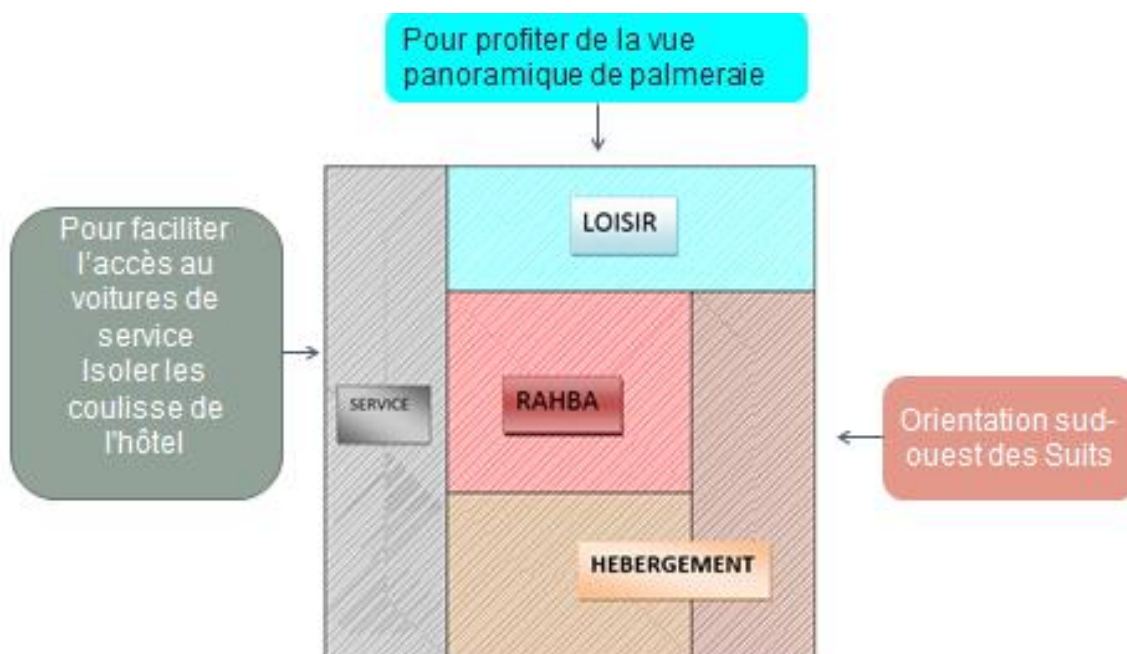 Pour profiter de la vue
panoramique de palmeraie
LOISIR
Pour faciliter
l'accès au
voitures de
service
Isoler les
coulisse de
l'hôtel
SERVICE
RAHBA
Orientation sud-
ouest des Suits
HEBERGEMENT